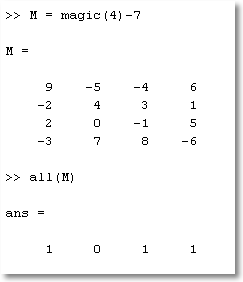 >> M = magic(4)-7
M =
9 -5 -4 6
-2 4 3 1
2 0 -1 5
-3 7 8 -6
>> all(M)
ans =
1 0 1 1